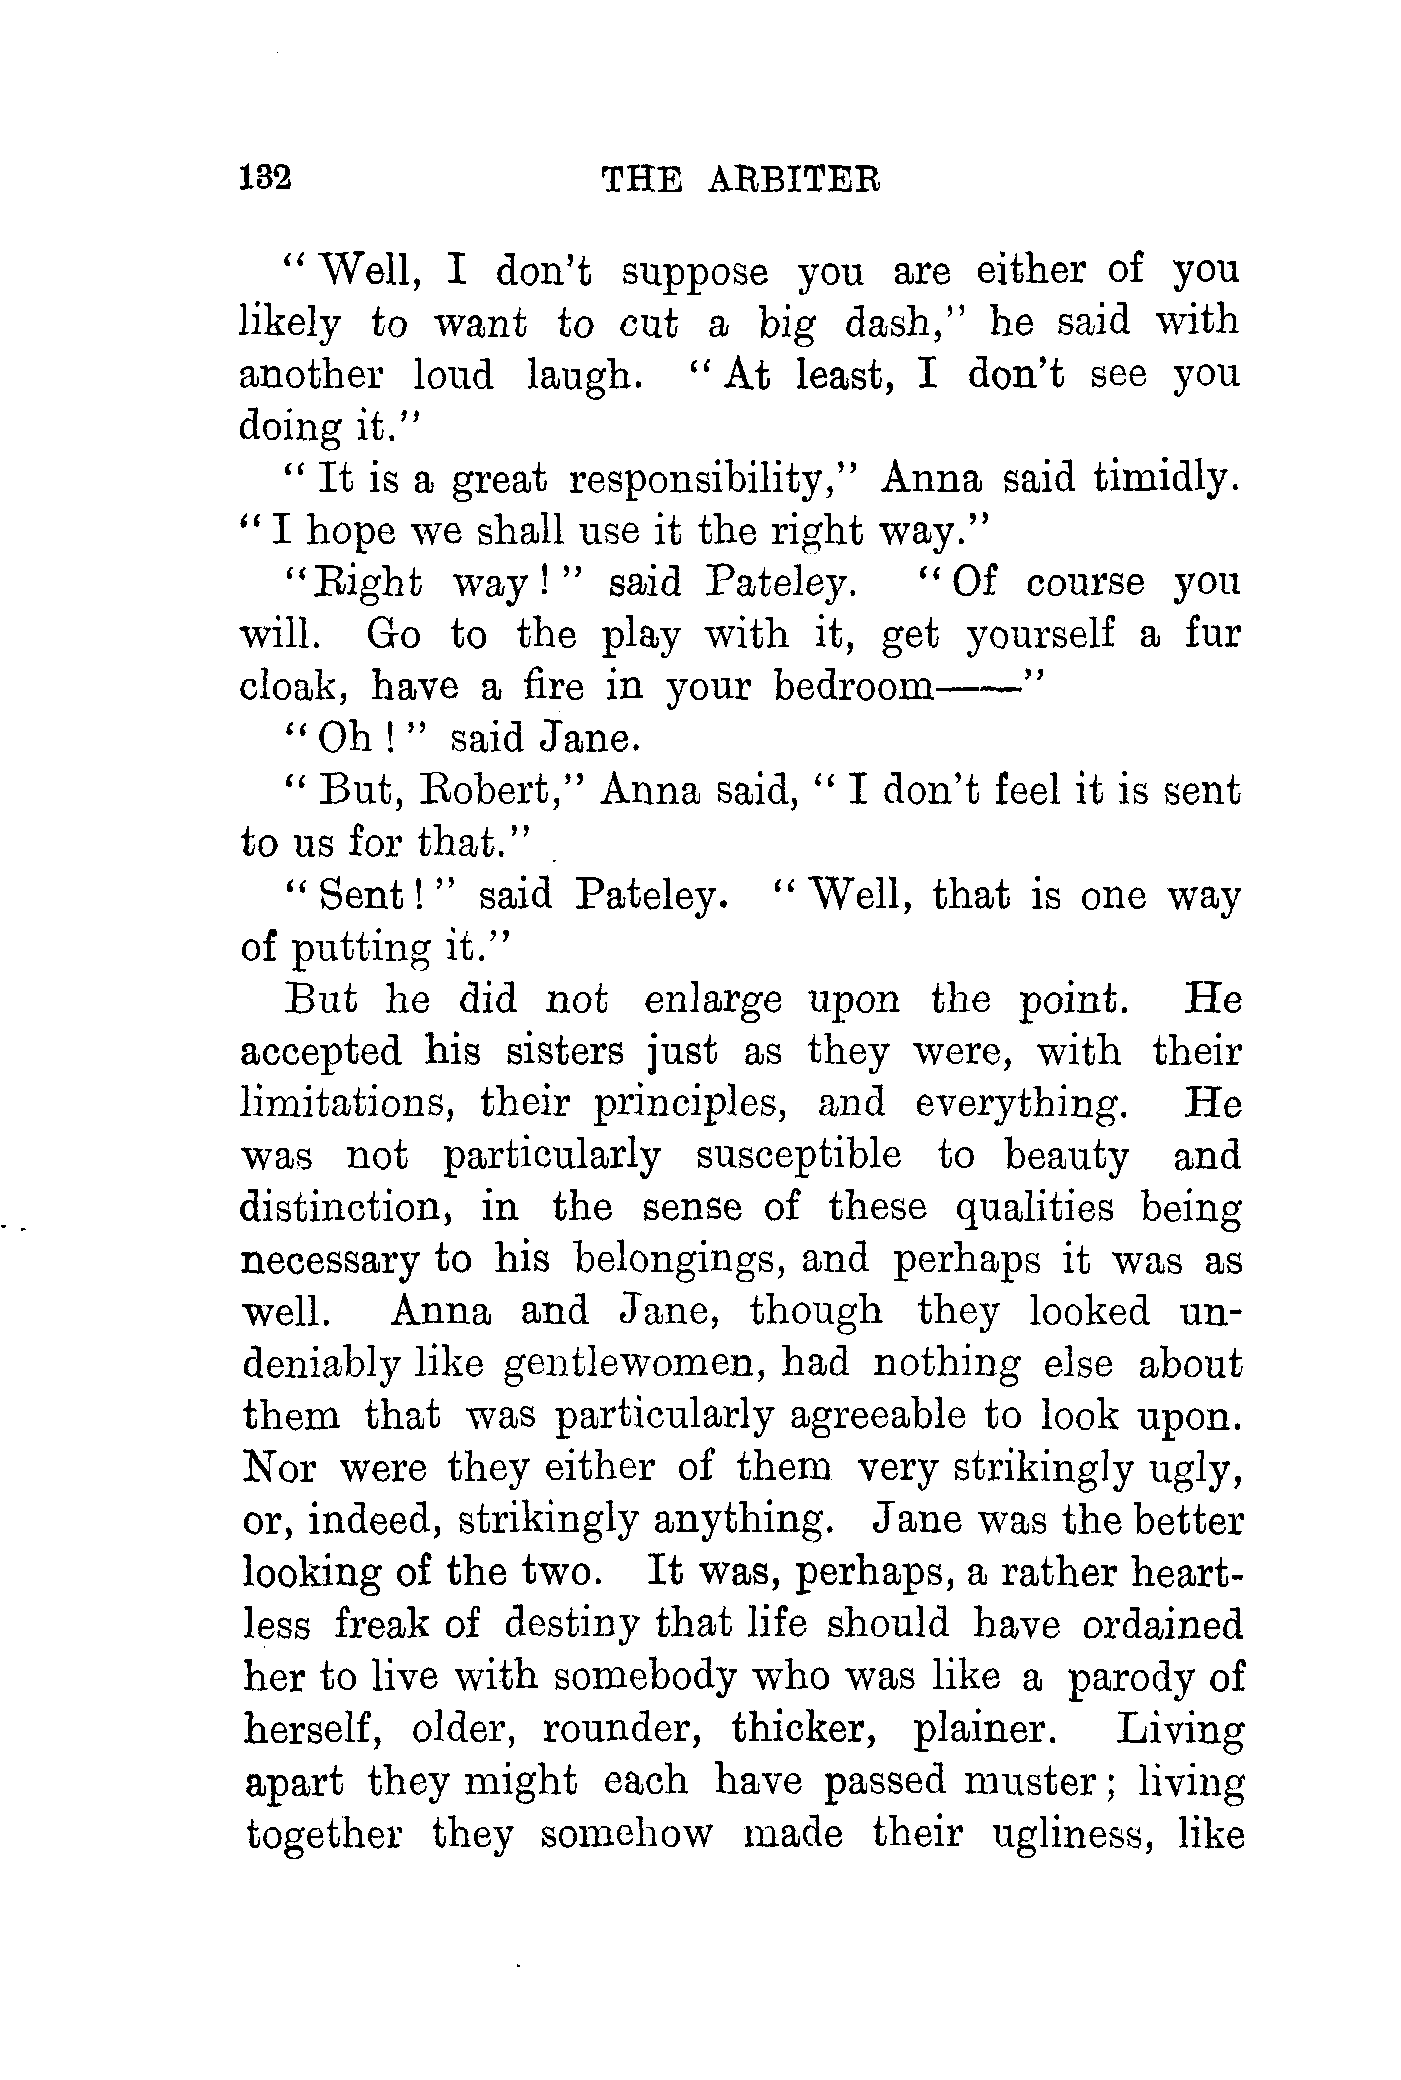 132 THE ARBITER
" Well, I don't suppose you are either of you
likely to want to cut a big dash," he said with
another loud laugh. " At least, I don't see you
doing it."
" It is a great responsibility," Anna said timidly.
" I hope we shall use it the right way."
"Right way ! " said Pateley. " Of course you
will. Go to the play with it, get yourself a fur
cloak, have a fire in your bedroom——"
" Oh ! " said Jane.
" But, Robert," Anna said, " I don't feel it is sent
to us for that."
" Sent ! " said Pateley. " Well, that is one way
of putting it."
But he did not enlarge upon the point. He
accepted his sisters just as they were, with their
limitations, their principles, and everything. He
was not particularly susceptible to beauty and
distinction, in the sense of these qualities being
necessary to his belongings, and perhaps it was as
well. Anna and Jane, though they looked un-
deniably like gentlewomen, had nothing else about
them that was particularly agreeable to look upon.
Nor were they either of them very strikingly ugly,
or, indeed, strikingly anything. Jane was the better
looking of the two. It was, perhaps, a rather heart-
less freak of destiny that life should have ordained
her to live with somebody who was like a parody of
herself, older, rounder, thicker, plainer. Living
apart they might each have passed muster ; living
together they somehow made their ugliness, like